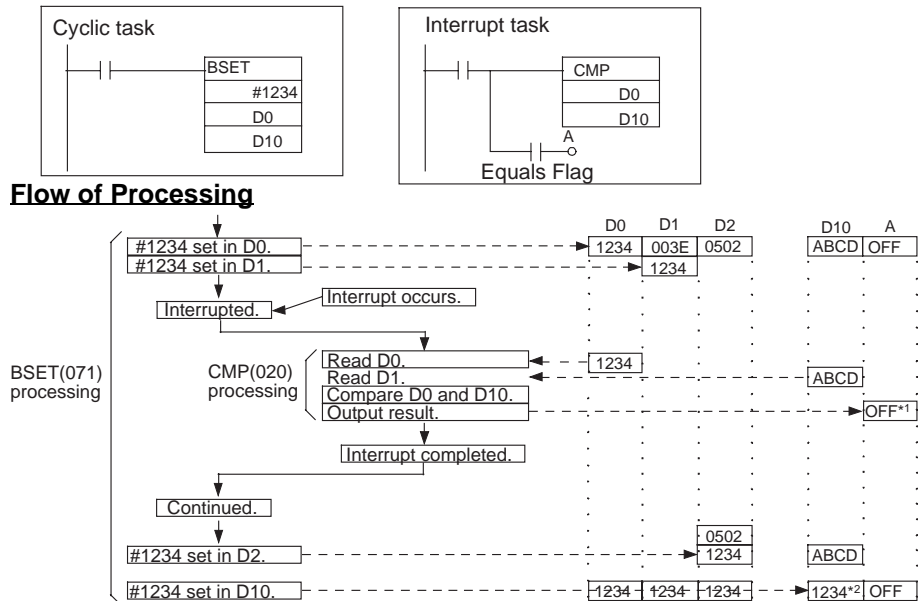 Cyclic task
BSET
#1234
D0
D10
Interrupt task
CMP
D0
D10
A
Equals Flag
Flow of Processing
D0 D1 D2 D10 A
#1234 set in D0. 1234 003E 0502 ABCD OFF
#1234 set in D1. 1234
Interrupt occurs.
Interrupted.
BSET(071)
processing
CMP(020)
processing
Read D0. 1234
Read D1. ABCD
Compare D0 and D10.
Output result. OFF*1
Interrupt completed.
Continued.
0502
#1234 set in D2. 1234 ABCD
#1234 set in D10. 1234 1234 1234 1234*2 OFF